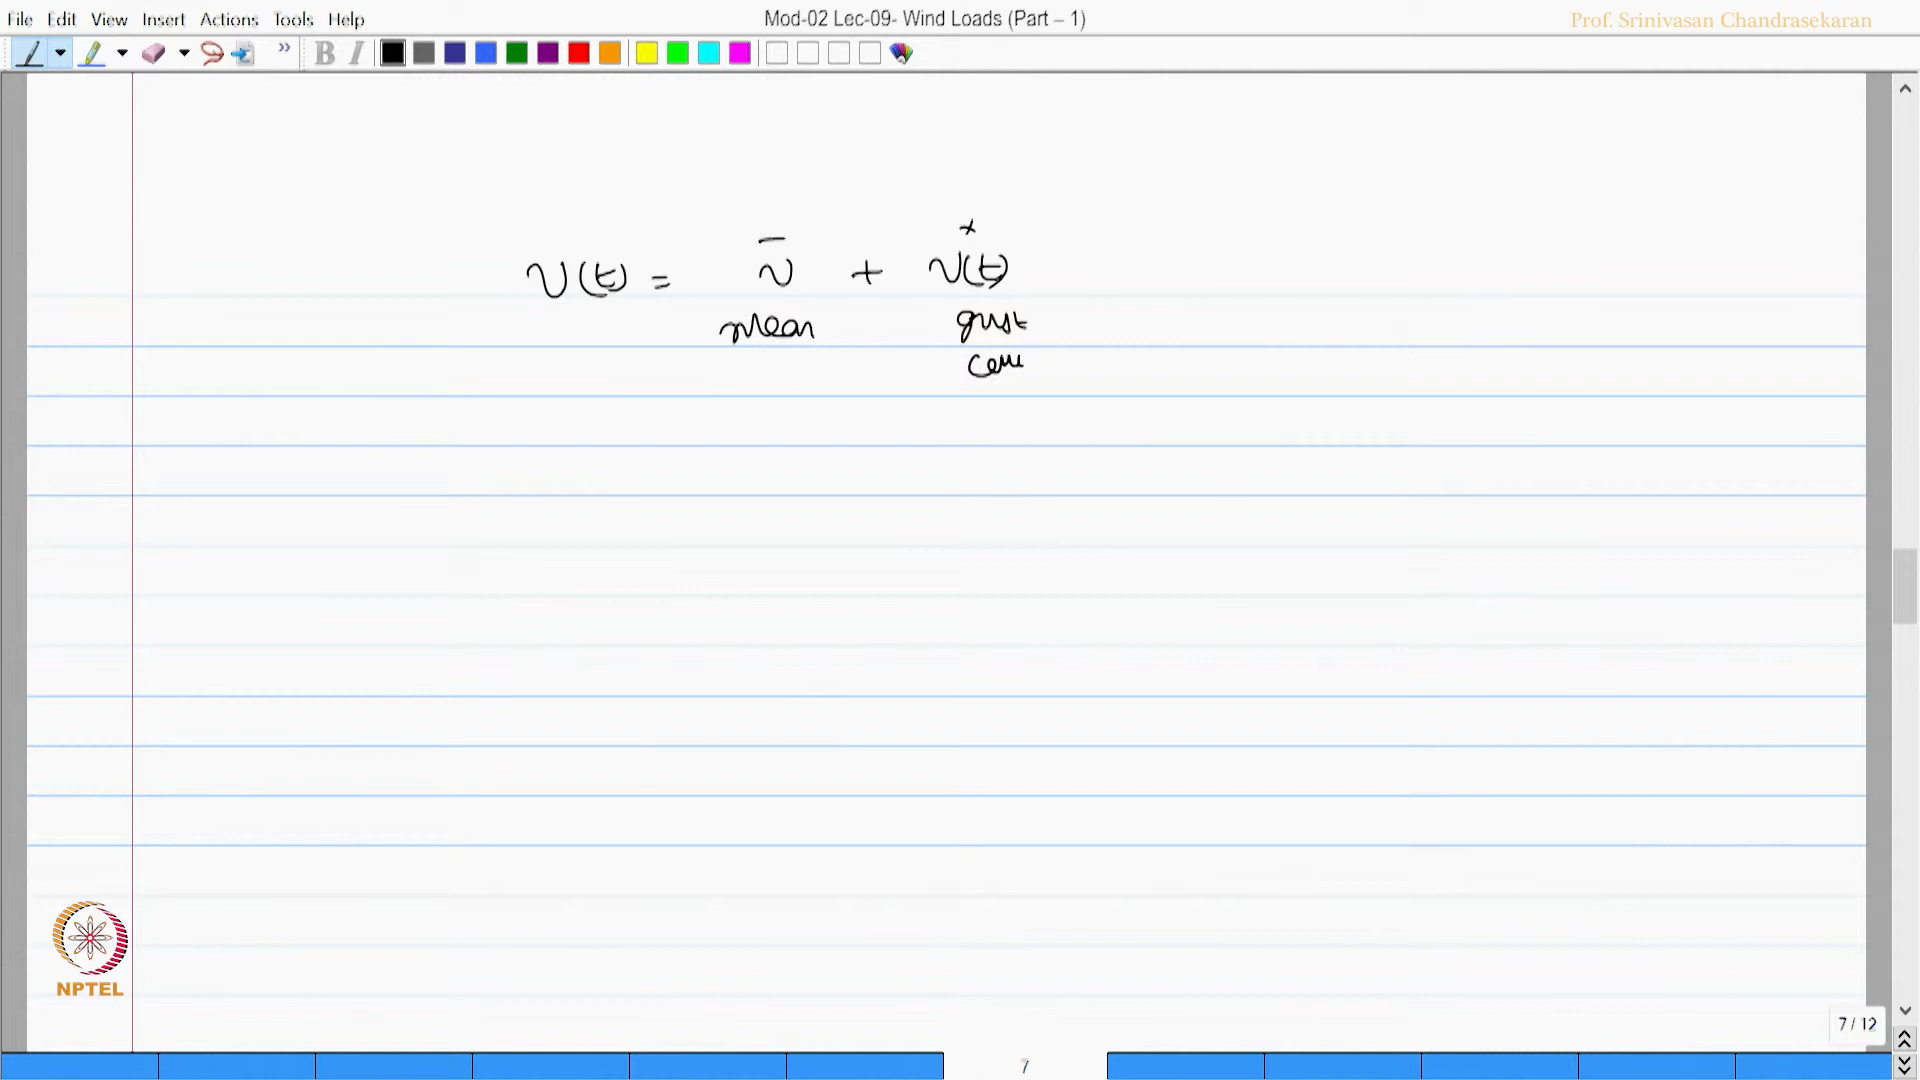 File Edit View Insert Actions Tools Help
Mod-02 Lec-09- Wind Loads (Part – 1)
Prof. Srinivasan Chandrasekaran
B I
v(t) = v̄ + v*(t)
mean gust
NPTEL
7 / 12
7